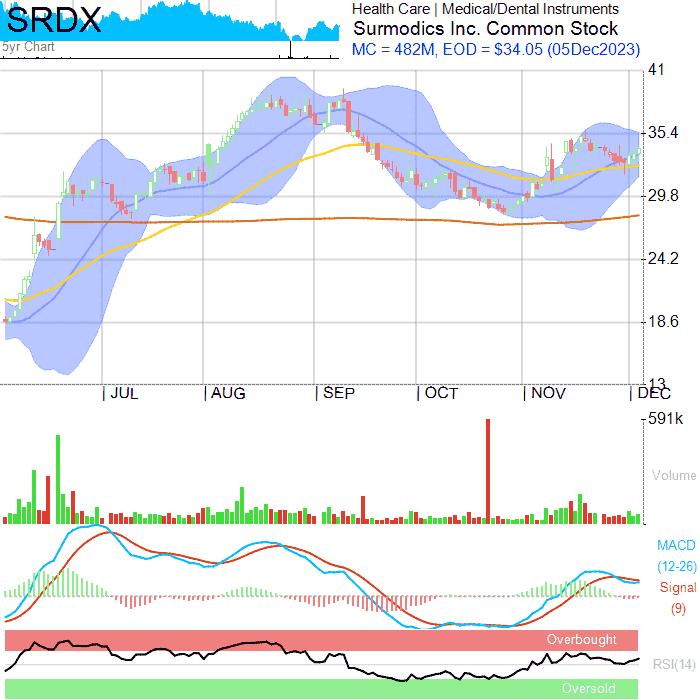 SRDX
5yr Chart
Health Care | Medical/Dental Instruments
Surmodics Inc. Common Stock
MC = 482M, EOD = $34.05 (05Dec2023)
41
35.4
29.8
24.2
18.6
13
JUL
AUG
SEP
OCT
NOV
DEC
591k
Volume
MACD
(12-26)
Signal
(9)
Overbought
RSI(14)
Oversold